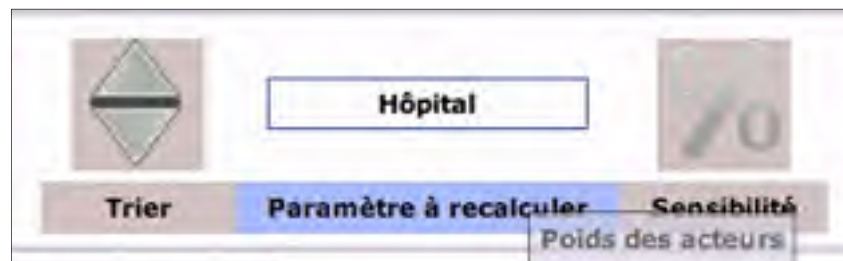 Hôpital
Trier Paramètre à recalculer Sensibilité
Poids des acteurs